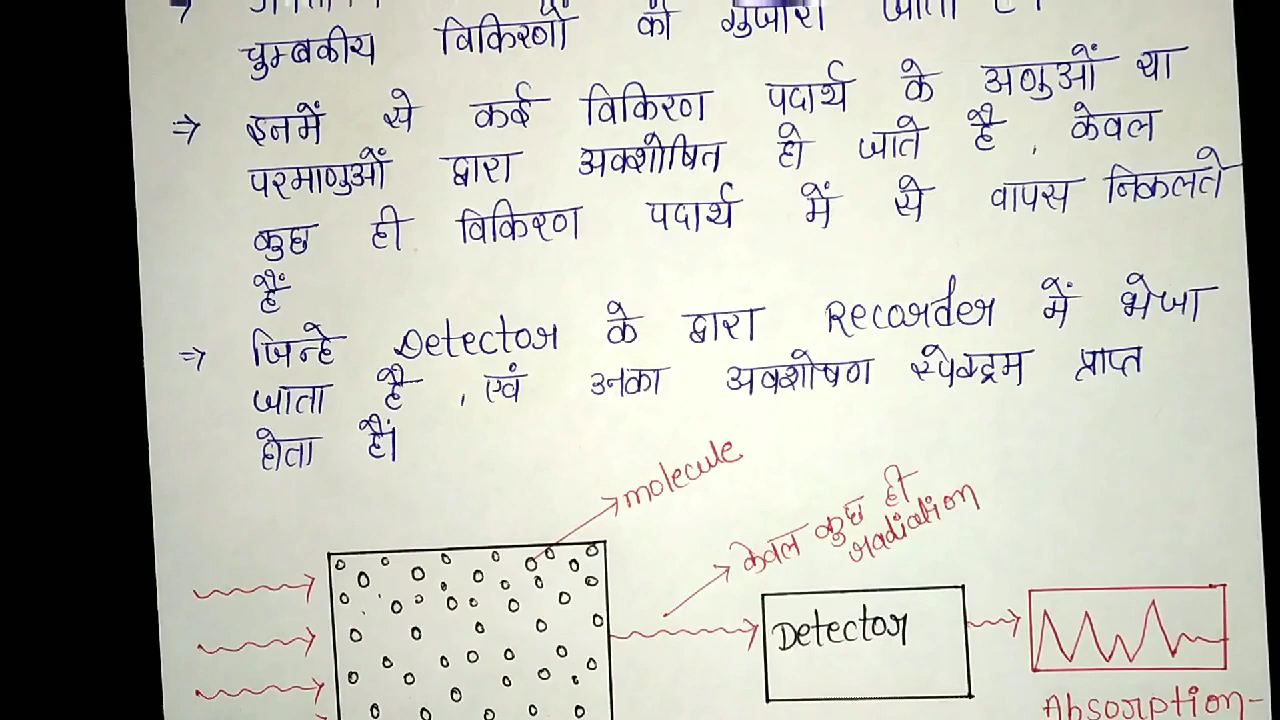 चुम्बकीय विकिरणों को गुजारा जाता है।
⇒ इनमें से कई विकिरण पदार्थ के अणुओं या
परमाणुओं द्वारा अवशोषित हो जाते है , केवल
कुछ ही विकिरण पदार्थ में से वापस निकलते
हैं
⇒ जिन्हे Detector के द्वारा Recorder में भेजा
जाता है , एवं उनका अवशोषण स्पेक्ट्रम प्राप्त
होता हैं।
molecule
केवल कुछ ही
radiation
Detector
Absorption-